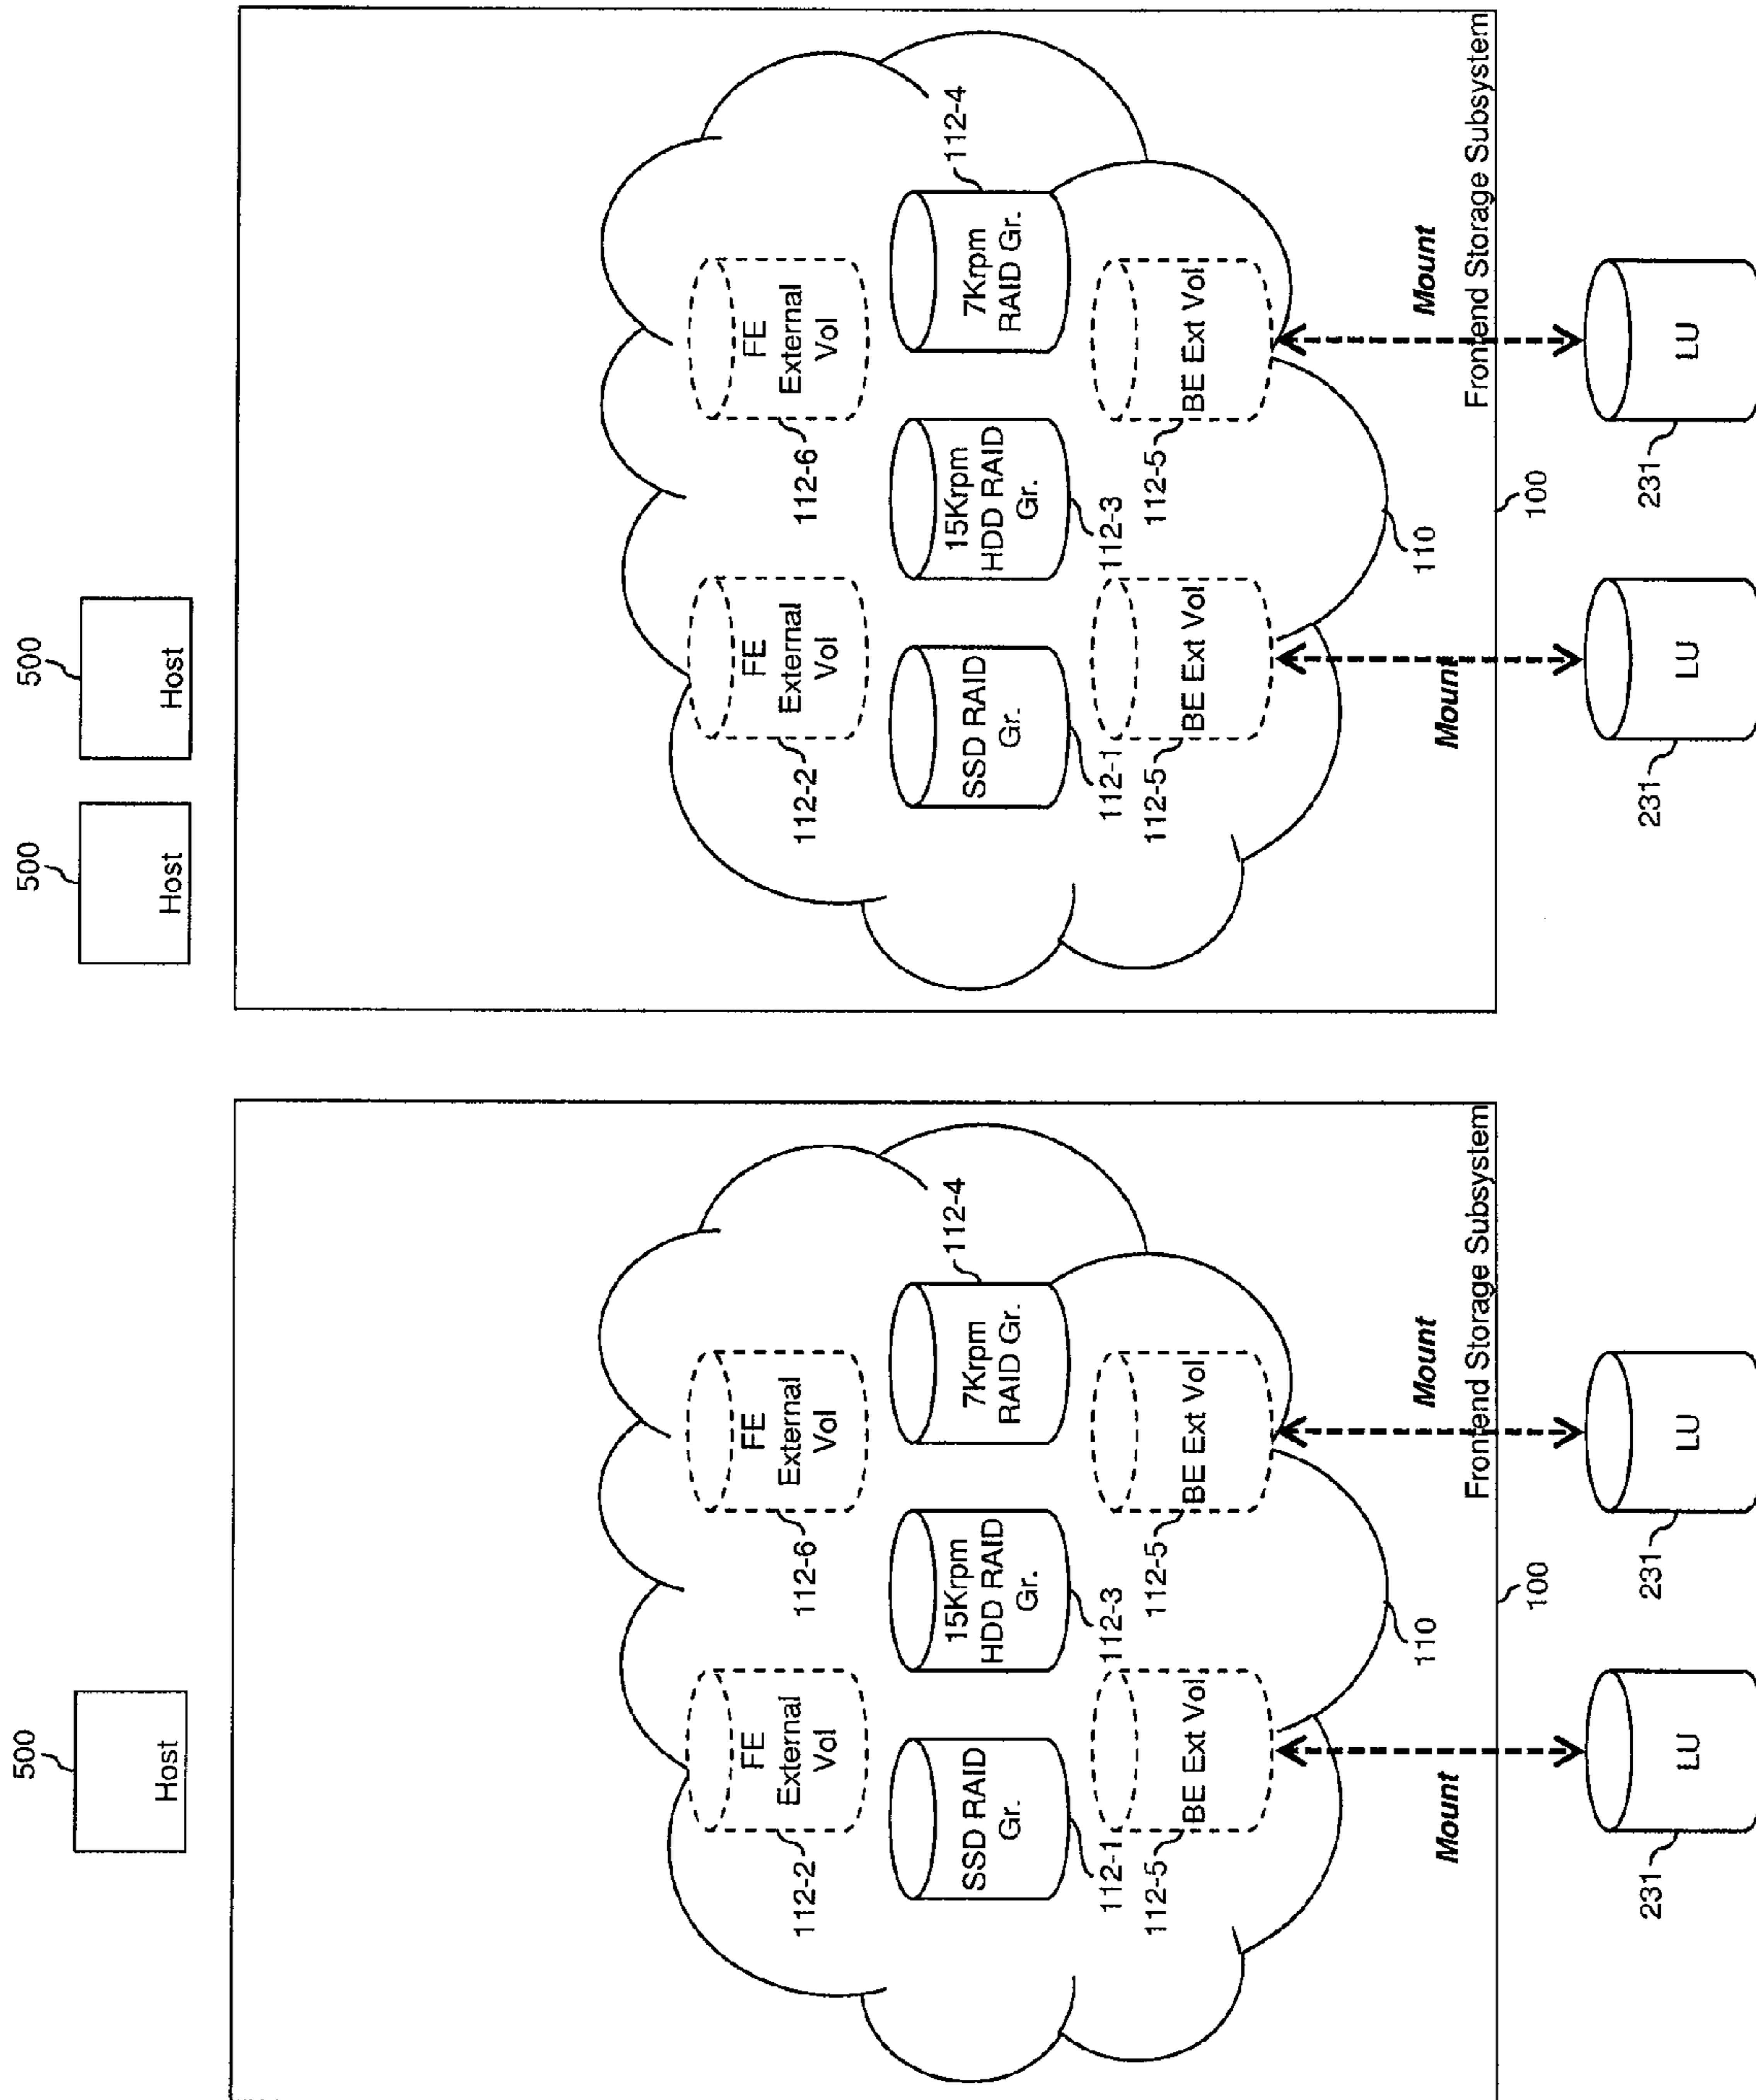 500
Host
FE
External
Vol
112-2
FE
External
Vol
112-6
SSD RAID
Gr.
112-1
15Krpm
HDD RAID
Gr.
112-3
7Krpm
RAID Gr.
112-4
BE Ext Vol
112-5
BE Ext Vol
112-5
110
Mount
Mount
Fronrend Storage Subsystem
100
LU
231
LU
231
500
Host
500
Host
FE
External
Vol
112-2
FE
External
Vol
112-6
SSD RAID
Gr.
112-1
15Krpm
HDD RAID
Gr.
112-3
7Krpm
RAID Gr.
112-4
BE Ext Vol
112-5
BE Ext Vol
112-5
110
Mount
Mount
Fronrend Storage Subsystem
100
LU
231
LU
231